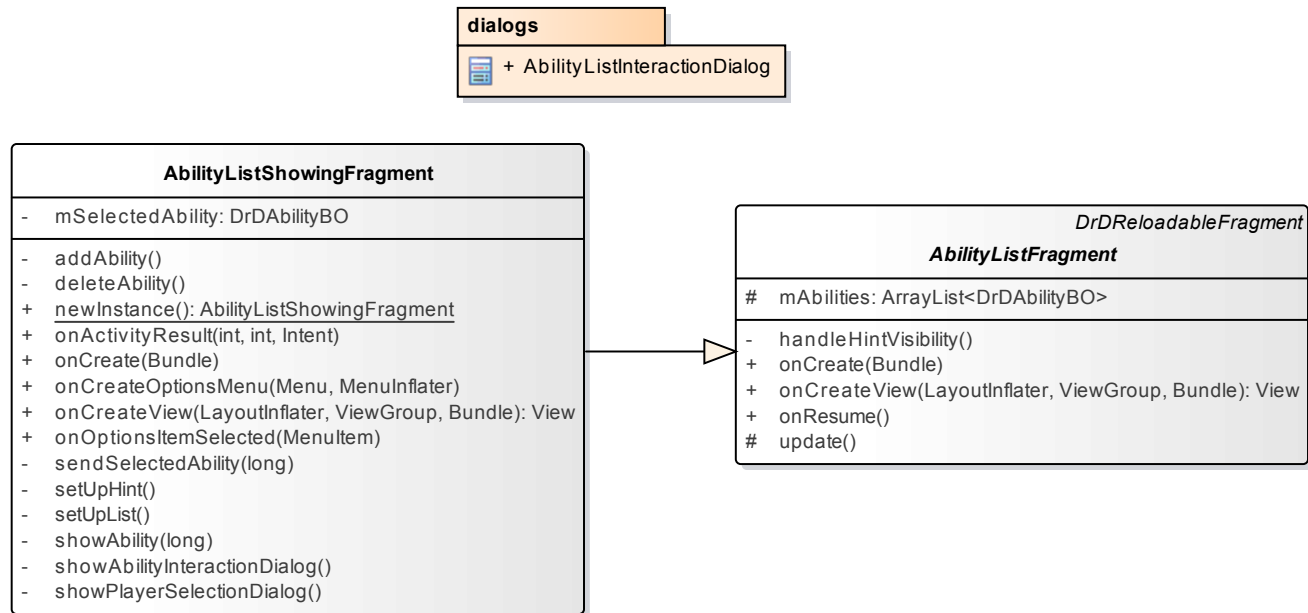 dialogs
+ AbilityListInteractionDialog
AbilityListShowingFragment
- mSelectedAbility: DrDAbilityBO
- addAbility()
- deleteAbility()
+ newInstance(): AbilityListShowingFragment
+ onActivityResult(int, int, Intent)
+ onCreate(Bundle)
+ onCreateOptionsMenu(Menu, MenuInflater)
+ onCreateView(LayoutInflater, ViewGroup, Bundle): View
+ onOptionsItemSelected(MenuItem)
- sendSelectedAbility(long)
- setUpHint()
- setUpList()
- showAbility(long)
- showAbilityInteractionDialog()
- showPlayerSelectionDialog()
DrDReloadableFragment
AbilityListFragment
# mAbilities: ArrayList<DrDAbilityBO>
- handleHintVisibility()
+ onCreate(Bundle)
+ onCreateView(LayoutInflater, ViewGroup, Bundle): View
+ onResume()
# update()